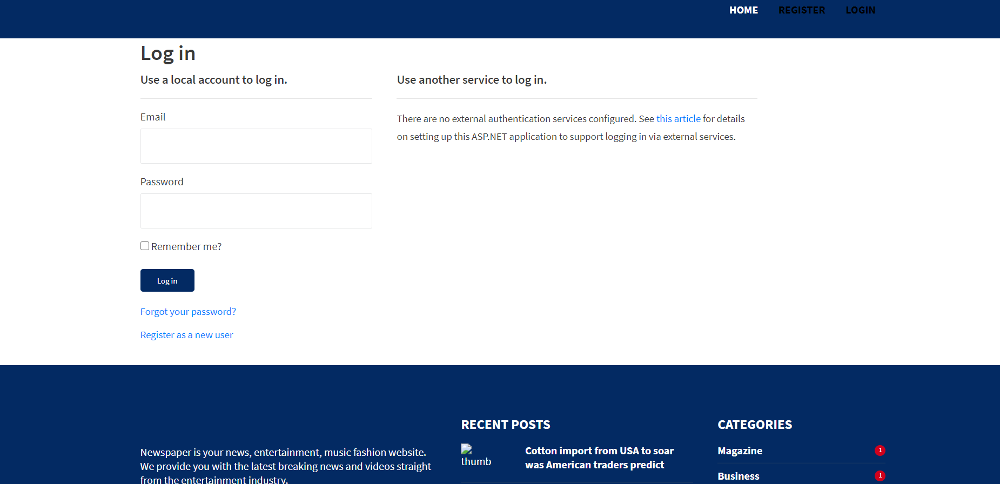 HOME REGISTER LOGIN
Log in
Use a local account to log in.
Email
Password
Remember me?
Log in
Forgot your password?
Register as a new user
Use another service to log in.
There are no external authentication services configured. See this article for details
on setting up this ASP.NET application to support logging in via external services.
Newspaper is your news, entertainment, music fashion website.
We provide you with the latest breaking news and videos straight
from the entertainment industry.
RECENT POSTS
thumb
Cotton import from USA to soar
was American traders predict
CATEGORIES
Magazine 1
Business 1